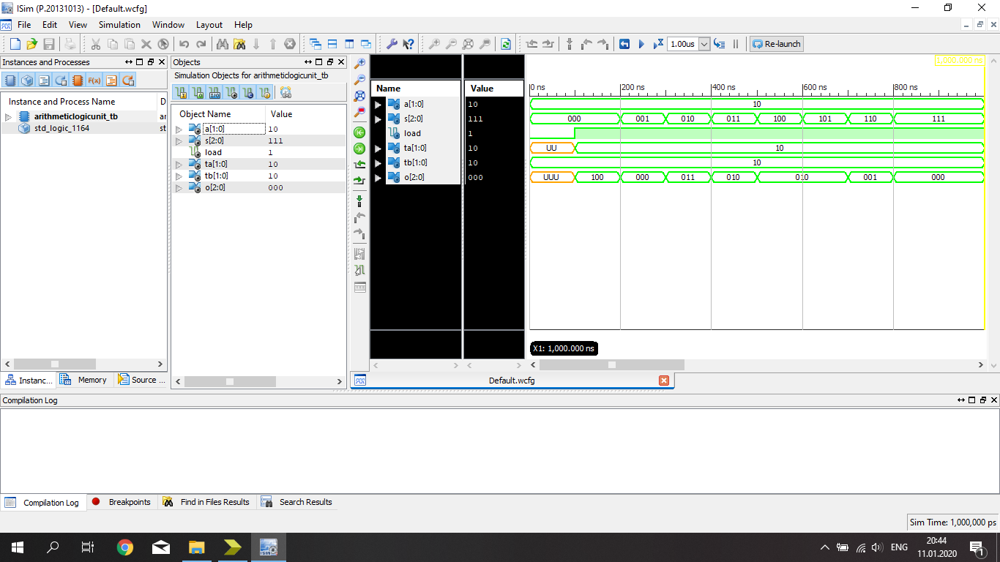 ISim (P.20131013) - [Default.wcfg]
File Edit View Simulation Window Layout Help
1.00us Re-launch
Instances and Processes
Instance and Process Name D
arithmeticlogicunit_tb ar
std_logic_1164 st
Instanc... Memory Source ...
Objects
Simulation Objects for arithmeticlogicunit_tb
Object Name Value
a[1:0] 10
s[2:0] 111
load 1
ta[1:0] 10
tb[1:0] 10
o[2:0] 000
Name Value
a[1:0] 10
s[2:0] 111
load 1
ta[1:0] 10
tb[1:0] 10
o[2:0] 000
1,000.000 ns
0 ns 200 ns 400 ns 600 ns 800 ns
10
000 001 010 011 100 101 110 111
UU 10
10
UUU 100 000 011 010 010 001 000
X1: 1,000.000 ns
Default.wcfg
Compilation Log
Compilation Log Breakpoints Find in Files Results Search Results
Sim Time: 1,000,000 ps
ISim ENG 20:44
11.01.2020
1